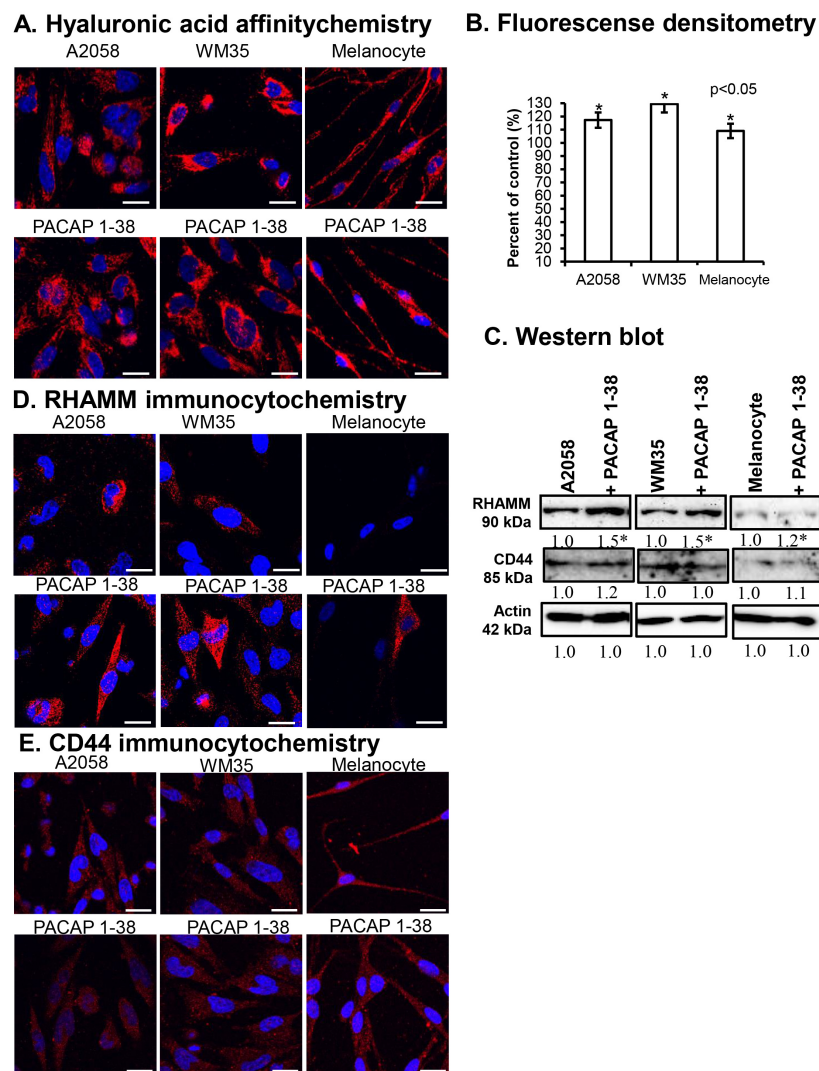 A. Hyaluronic acid affinitychemistry
A2058 WM35 Melanocyte
PACAP 1-38 PACAP 1-38 PACAP 1-38
B. Fluorescense densitometry
p<0.05
* * *
Percent of control (%)
130
120
110
100
90
80
70
60
50
40
30
20
10
A2058 WM35 Melanocyte
C. Western blot
A2058 + PACAP 1-38 WM35 + PACAP 1-38 Melanocyte + PACAP 1-38
RHAMM
90 kDa
1.0 1.5* 1.0 1.5* 1.0 1.2*
CD44
85 kDa
1.0 1.2 1.0 1.0 1.0 1.1
Actin
42 kDa
1.0 1.0 1.0 1.0 1.0 1.0
D. RHAMM immunocytochemistry
A2058 WM35 Melanocyte
PACAP 1-38 PACAP 1-38 PACAP 1-38
E. CD44 immunocytochemistry
A2058 WM35 Melanocyte
PACAP 1-38 PACAP 1-38 PACAP 1-38